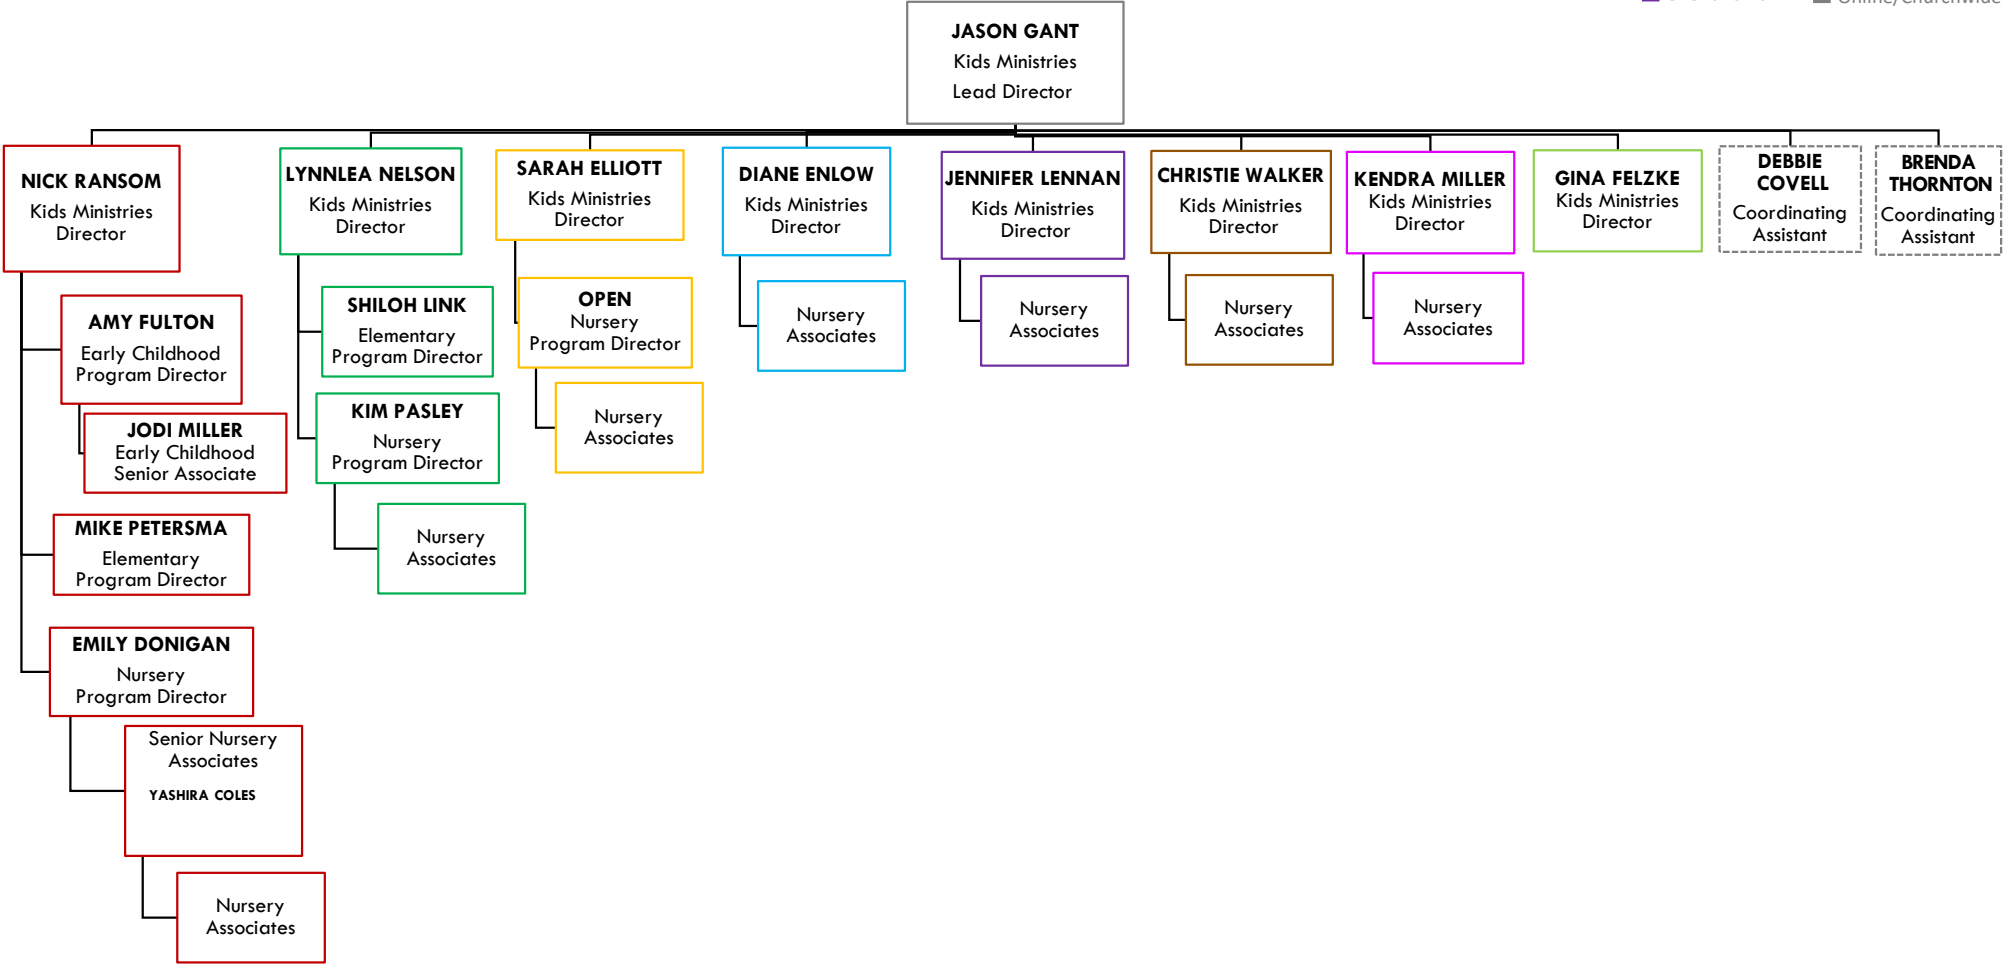 Online/Churchwide
JASON GANT
Kids Ministries
Lead Director
NICK RANSOM
Kids Ministries
Director
LYNNLEA NELSON
Kids Ministries
Director
SARAH ELLIOTT
Kids Ministries
Director
DIANE ENLOW
Kids Ministries
Director
JENNIFER LENNAN
Kids Ministries
Director
CHRISTIE WALKER
Kids Ministries
Director
KENDRA MILLER
Kids Ministries
Director
GINA FELZKE
Kids Ministries
Director
DEBBIE
COVELL
Coordinating
Assistant
BRENDA
THORNTON
Coordinating
Assistant
AMY FULTON
Early Childhood
Program Director
JODI MILLER
Early Childhood
Senior Associate
MIKE PETERSMA
Elementary
Program Director
EMILY DONIGAN
Nursery
Program Director
Senior Nursery
Associates
YASHIRA COLES
Nursery
Associates
SHILOH LINK
Elementary
Program Director
KIM PASLEY
Nursery
Program Director
Nursery
Associates
OPEN
Nursery
Program Director
Nursery
Associates
Nursery
Associates
Nursery
Associates
Nursery
Associates
Nursery
Associates